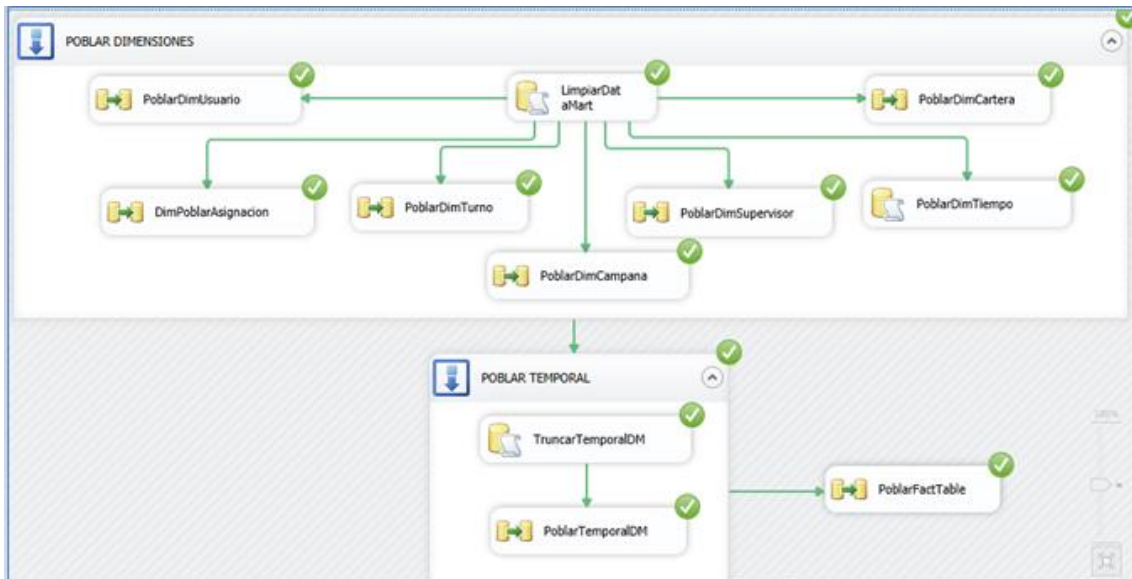 POBLAR DIMENSIONES
PoblarDimUsuario
LimpiarDat
aMart
PoblarDimCartera
DimPoblarAsignacion
PoblarDimTurno
PoblarDimSupervisor
PoblarDimTiempo
PoblarDimCampana
POBLAR TEMPORAL
TruncarTemporalDM
PoblarFactTable
PoblarTemporalDM